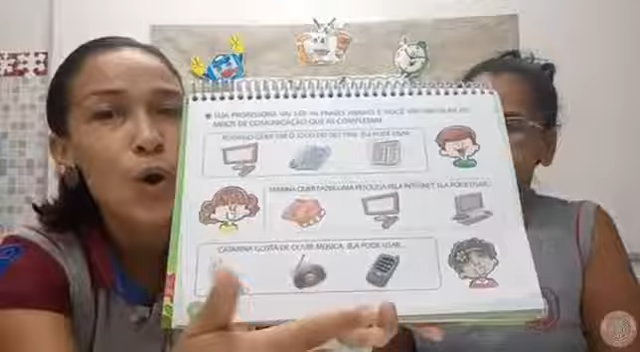 SUA PROFESSORA VAI LER AS FRASES ABAIXO E VOCÊ VAI CIRCULAR OS
MEIOS DE COMUNICAÇÃO QUE AS COMPLETAM.
QUER VER O JOGO DO SEU TIME. ELE PODE USAR
QUER FAZER UMA PESQUISA PELA INTERNET. ELA PODE USAR...
CATARINA GOSTA DE OUVIR MÚSICA. ELA PODE USAR...